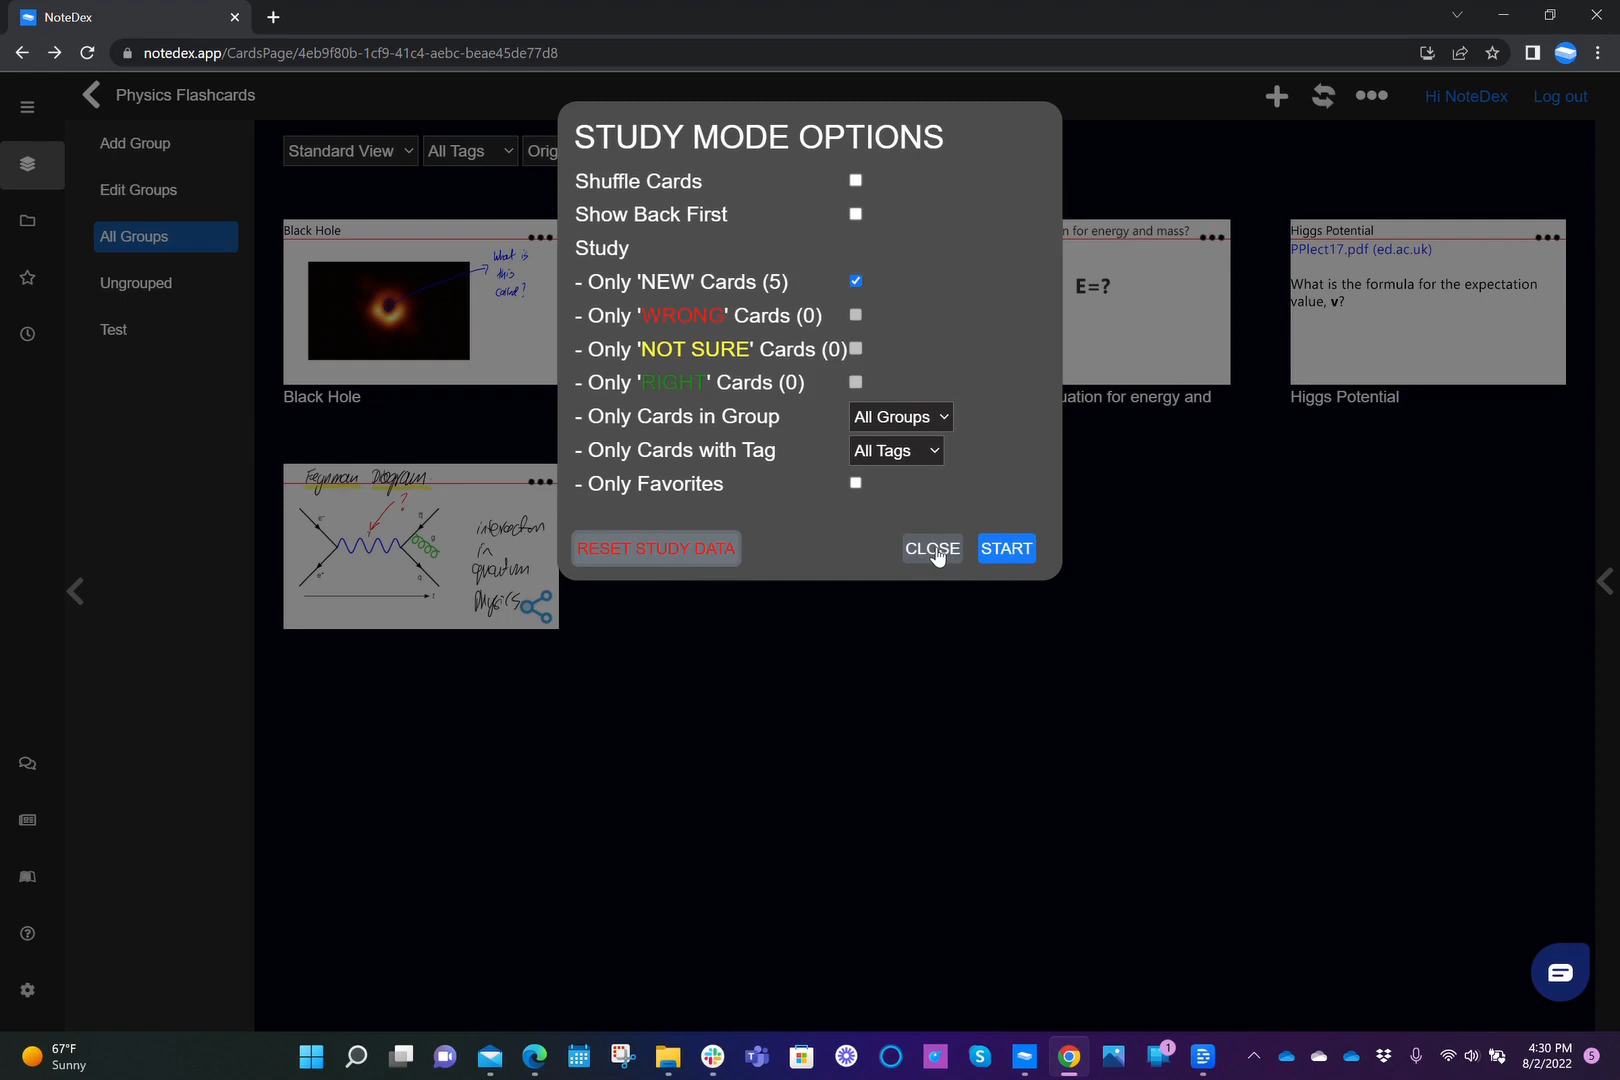 NoteDex
notedex.app/CardsPage/4eb9f80b-1cf9-41c4-aebc-beae45de77d8
Physics Flashcards
Hi NoteDex
Log out
Add Group
Edit Groups
All Groups
Ungrouped
Test
Standard View
All Tags
Orig
STUDY MODE OPTIONS
Shuffle Cards
Show Back First
Study
- Only 'NEW' Cards (5)
- Only 'WRONG' Cards (0)
- Only 'NOT SURE' Cards (0)
- Only 'RIGHT' Cards (0)
- Only Cards in Group All Groups
- Only Cards with Tag All Tags
- Only Favorites
RESET STUDY DATA
CLOSE
START
Black Hole
What is
this
called?
Black Hole
n for energy and mass?
E=?
uation for energy and
Higgs Potential
PPlect17.pdf (ed.ac.uk)
What is the formula for the expectation
value, v?
Higgs Potential
Feynman Diagram
?
interaction
in
quantum
physics
67°F
Sunny
1
4:30 PM
8/2/2022
5